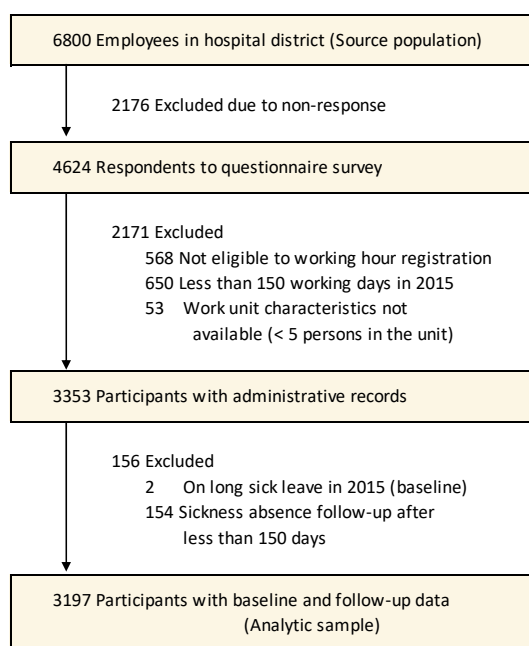 6800 Employees in hospital district (Source population)
2176 Excluded due to non-response
4624 Respondents to questionnaire survey
2171 Excluded
568 Not eligible to working hour registration
650 Less than 150 working days in 2015
53 Work unit characteristics not
available (< 5 persons in the unit)
3353 Participants with administrative records
156 Excluded
2 On long sick leave in 2015 (baseline)
154 Sickness absence follow-up after
less than 150 days
3197 Participants with baseline and follow-up data
(Analytic sample)